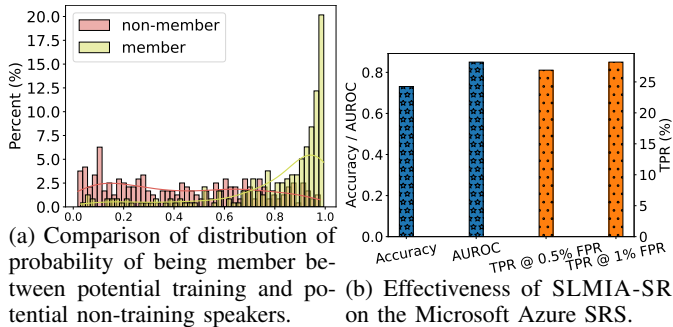 20.0
17.5
15.0
12.5
10.0
7.5
5.0
2.5
0.0
Percent (%)
non-member
member
0.0 0.2 0.4 0.6 0.8 1.0
(a) Comparison of distribution of
probability of being member be-
tween potential training and po-
tential non-training speakers.
0.8
0.6
0.4
0.2
0.0
Accuracy / AUROC
25
20
15
10
5
0
TPR (%)
Accuracy AUROC TPR @ 0.5% FPR TPR @ 1% FPR
(b) Effectiveness of SLMIA-SR
on the Microsoft Azure SRS.